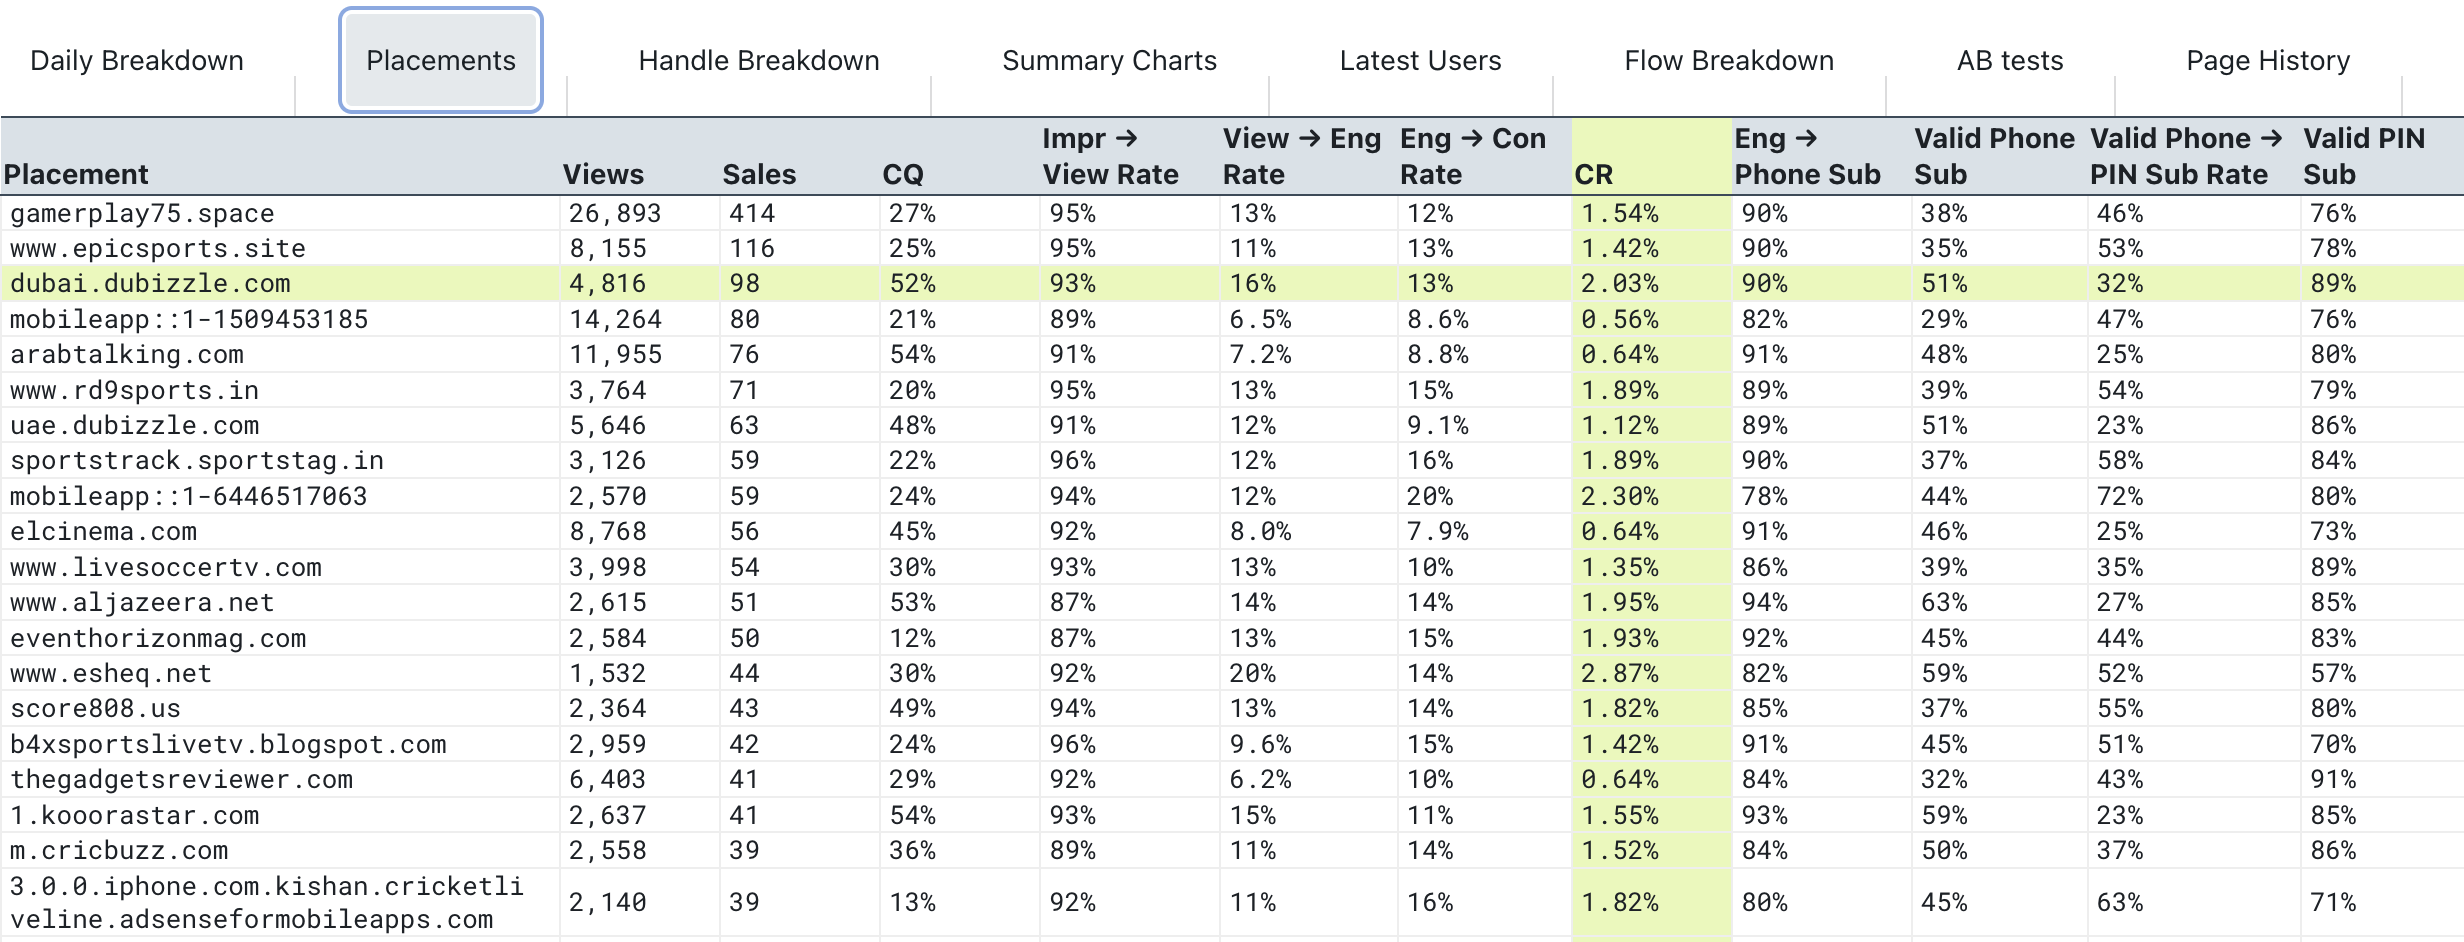 Daily Breakdown Placements Handle Breakdown Summary Charts Latest Users Flow Breakdown AB tests Page History
Placement Views Sales CQ Impr → View Rate View → Eng Rate Eng → Con Rate CR Eng → Phone Sub Valid Phone Sub Valid Phone → PIN Sub Rate Valid PIN Sub
gamerplay75.space 26,893 414 27% 95% 13% 12% 1.54% 90% 38% 46% 76%
www.epicsports.site 8,155 116 25% 95% 11% 13% 1.42% 90% 35% 53% 78%
dubai.dubizzle.com 4,816 98 52% 93% 16% 13% 2.03% 90% 51% 32% 89%
mobileapp::1-1509453185 14,264 80 21% 89% 6.5% 8.6% 0.56% 82% 29% 47% 76%
arabtalking.com 11,955 76 54% 91% 7.2% 8.8% 0.64% 91% 48% 25% 80%
www.rd9sports.in 3,764 71 20% 95% 13% 15% 1.89% 89% 39% 54% 79%
uae.dubizzle.com 5,646 63 48% 91% 12% 9.1% 1.12% 89% 51% 23% 86%
sportstrack.sportstag.in 3,126 59 22% 96% 12% 16% 1.89% 90% 37% 58% 84%
mobileapp::1-6446517063 2,570 59 24% 94% 12% 20% 2.30% 78% 44% 72% 80%
elcinema.com 8,768 56 45% 92% 8.0% 7.9% 0.64% 91% 46% 25% 73%
www.livesoccertv.com 3,998 54 30% 93% 13% 10% 1.35% 86% 39% 35% 89%
www.aljazeera.net 2,615 51 53% 87% 14% 14% 1.95% 94% 63% 27% 85%
eventhorizonmag.com 2,584 50 12% 87% 13% 15% 1.93% 92% 45% 44% 83%
www.esheq.net 1,532 44 30% 92% 20% 14% 2.87% 82% 59% 52% 57%
score808.us 2,364 43 49% 94% 13% 14% 1.82% 85% 37% 55% 80%
b4xsportslivetv.blogspot.com 2,959 42 24% 96% 9.6% 15% 1.42% 91% 45% 51% 70%
thegadgetsreviewer.com 6,403 41 29% 92% 6.2% 10% 0.64% 84% 32% 43% 91%
1.kooorastar.com 2,637 41 54% 93% 15% 11% 1.55% 93% 59% 23% 85%
m.cricbuzz.com 2,558 39 36% 89% 11% 14% 1.52% 84% 50% 37% 86%
3.0.0.iphone.com.kishan.cricketli
veline.adsenseformobileapps.com 2,140 39 13% 92% 11% 16% 1.82% 80% 45% 63% 71%